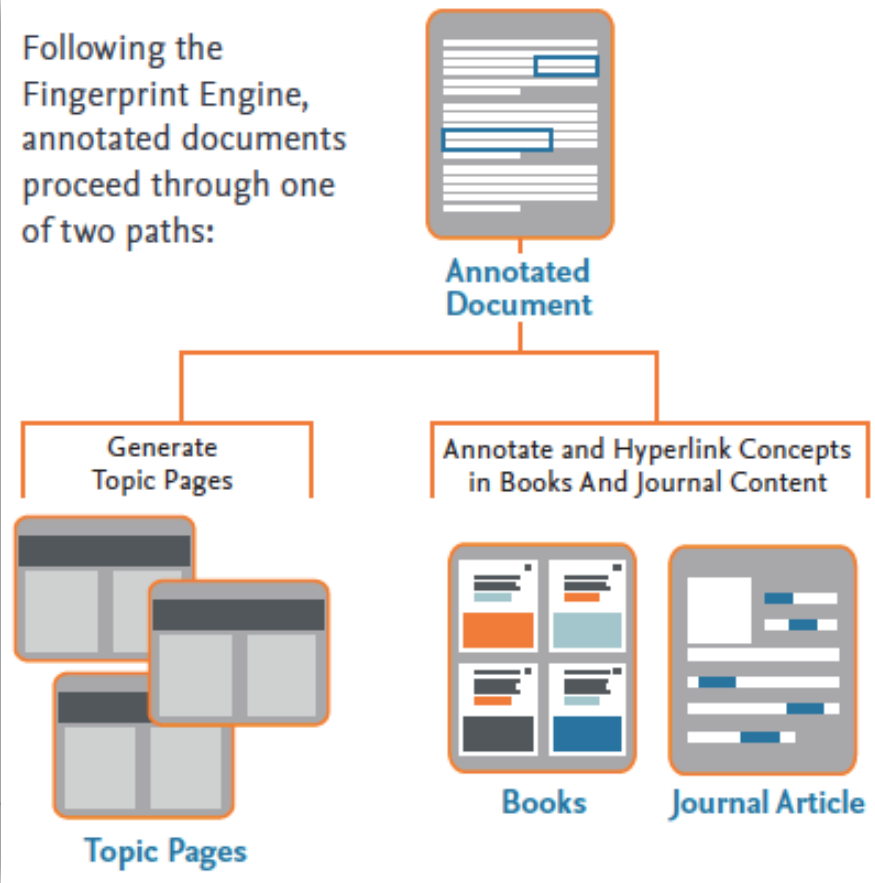 Following the
Fingerprint Engine,
annotated documents
proceed through one
of two paths:
Annotated
Document
Generate
Topic Pages
Annotate and Hyperlink Concepts
in Books And Journal Content
Topic Pages
Books
Journal Article